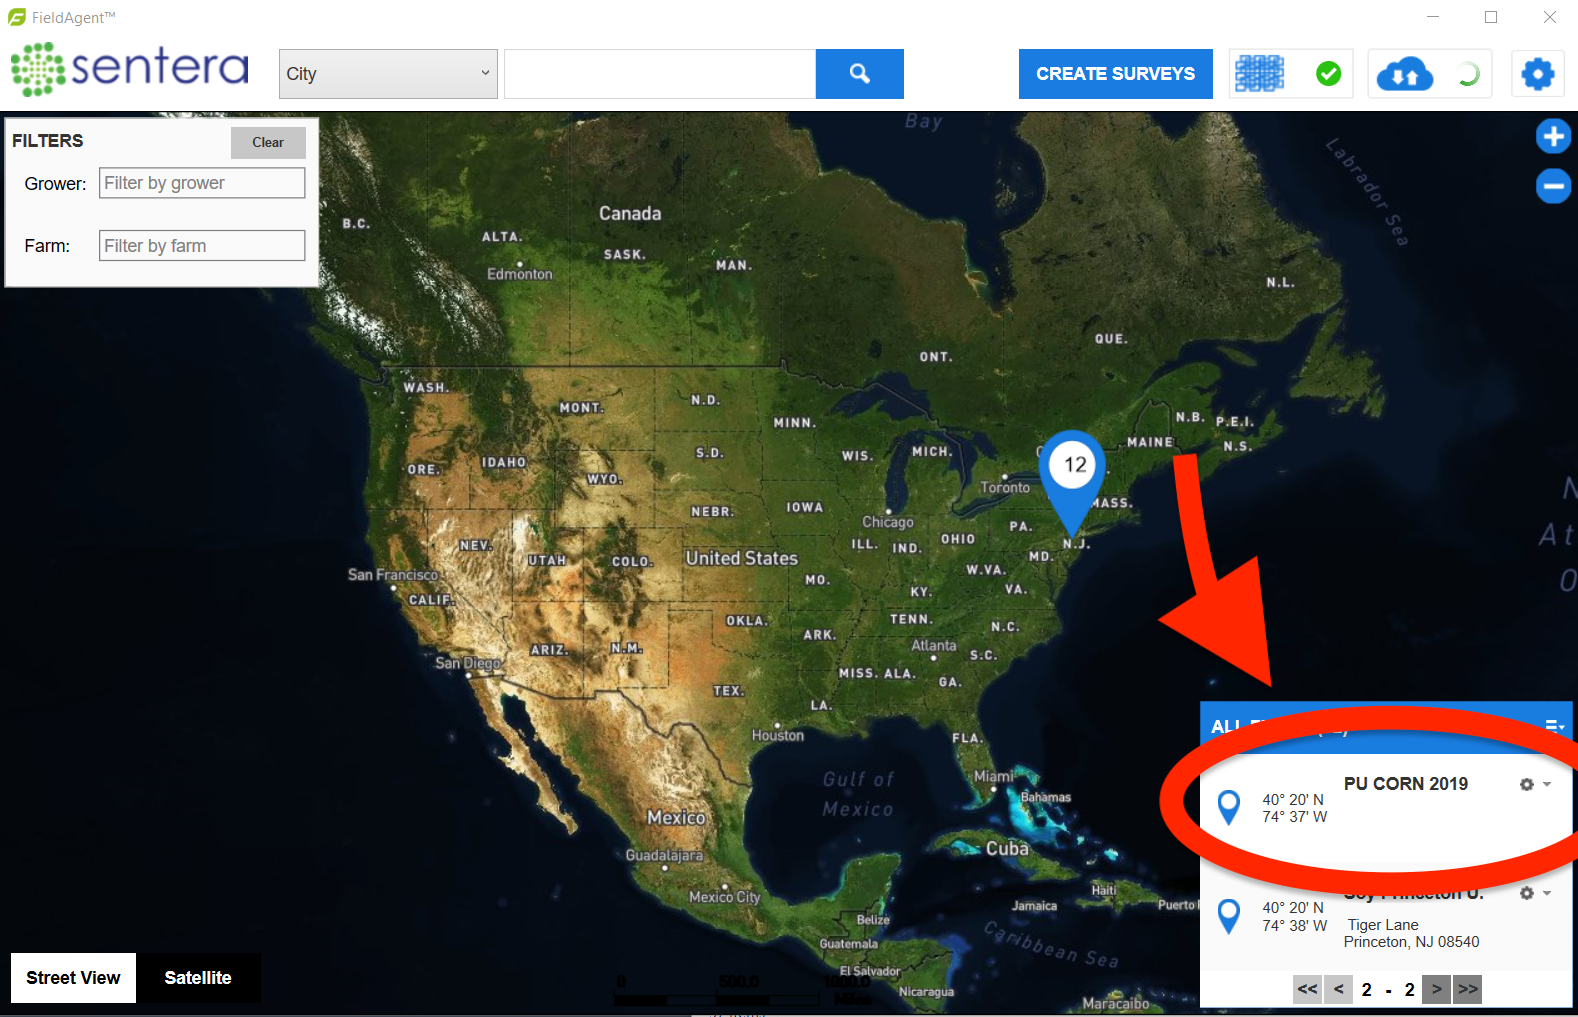 FieldAgent™
sentera
City
CREATE SURVEYS
FILTERS
Clear
Grower:
Filter by grower
Farm:
Filter by farm
Bay
Labrador Sea
Canada
B.C.
ALTA.
SASK.
MAN.
Edmonton
N.L.
ONT.
QUE.
WASH.
MONT.
N.D.
MINN.
N.B.
P.E.I.
N.S.
MAINE
ORE.
IDAHO
WYO.
S.D.
WIS.
MICH.
12
Toronto
MASS.
NEBR.
IOWA
Chicago
PA.
N.J.
NEV.
UTAH
COLO.
United States
ILL.
IND.
OHIO
MD.
W.VA.
San Francisco
CALIF.
MO.
KY.
VA.
OKLA.
TENN.
N.C.
ARIZ.
N.M.
ARK.
Atlanta
S.C.
San Diego
MISS.
ALA.
GA.
TEX.
LA.
Houston
FLA.
Gulf of
Mexico
Miami
Bahamas
Mexico
Guadalajara
Cuba
Mexico City
Haiti
Jamaica
Puerto
Belize
Guatemala
Caribbean Sea
El Salvador
Nicaragua
Maracaibo
ALL
PU CORN 2019
40° 20' N
74° 37' W
Soy Princeton U.
40° 20' N
74° 38' W
Tiger Lane
Princeton, NJ 08540
<< < 2 - 2 > >>
Street View
Satellite
0 500.0 1000.0
Miles